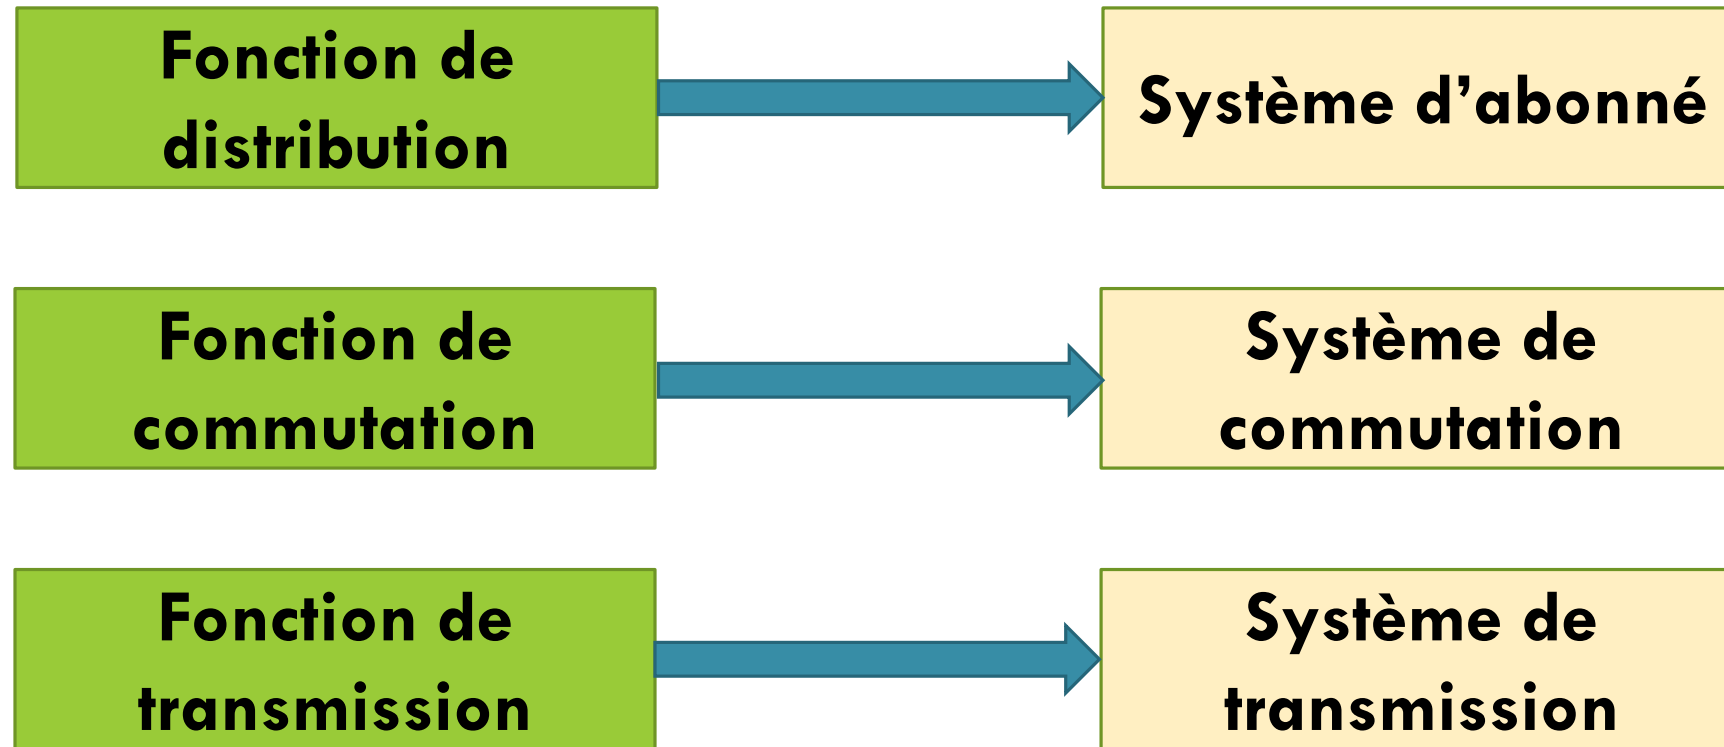 Fonction de
distribution
Système d’abonné
Fonction de
commutation
Système de
commutation
Fonction de
transmission
Système de
transmission